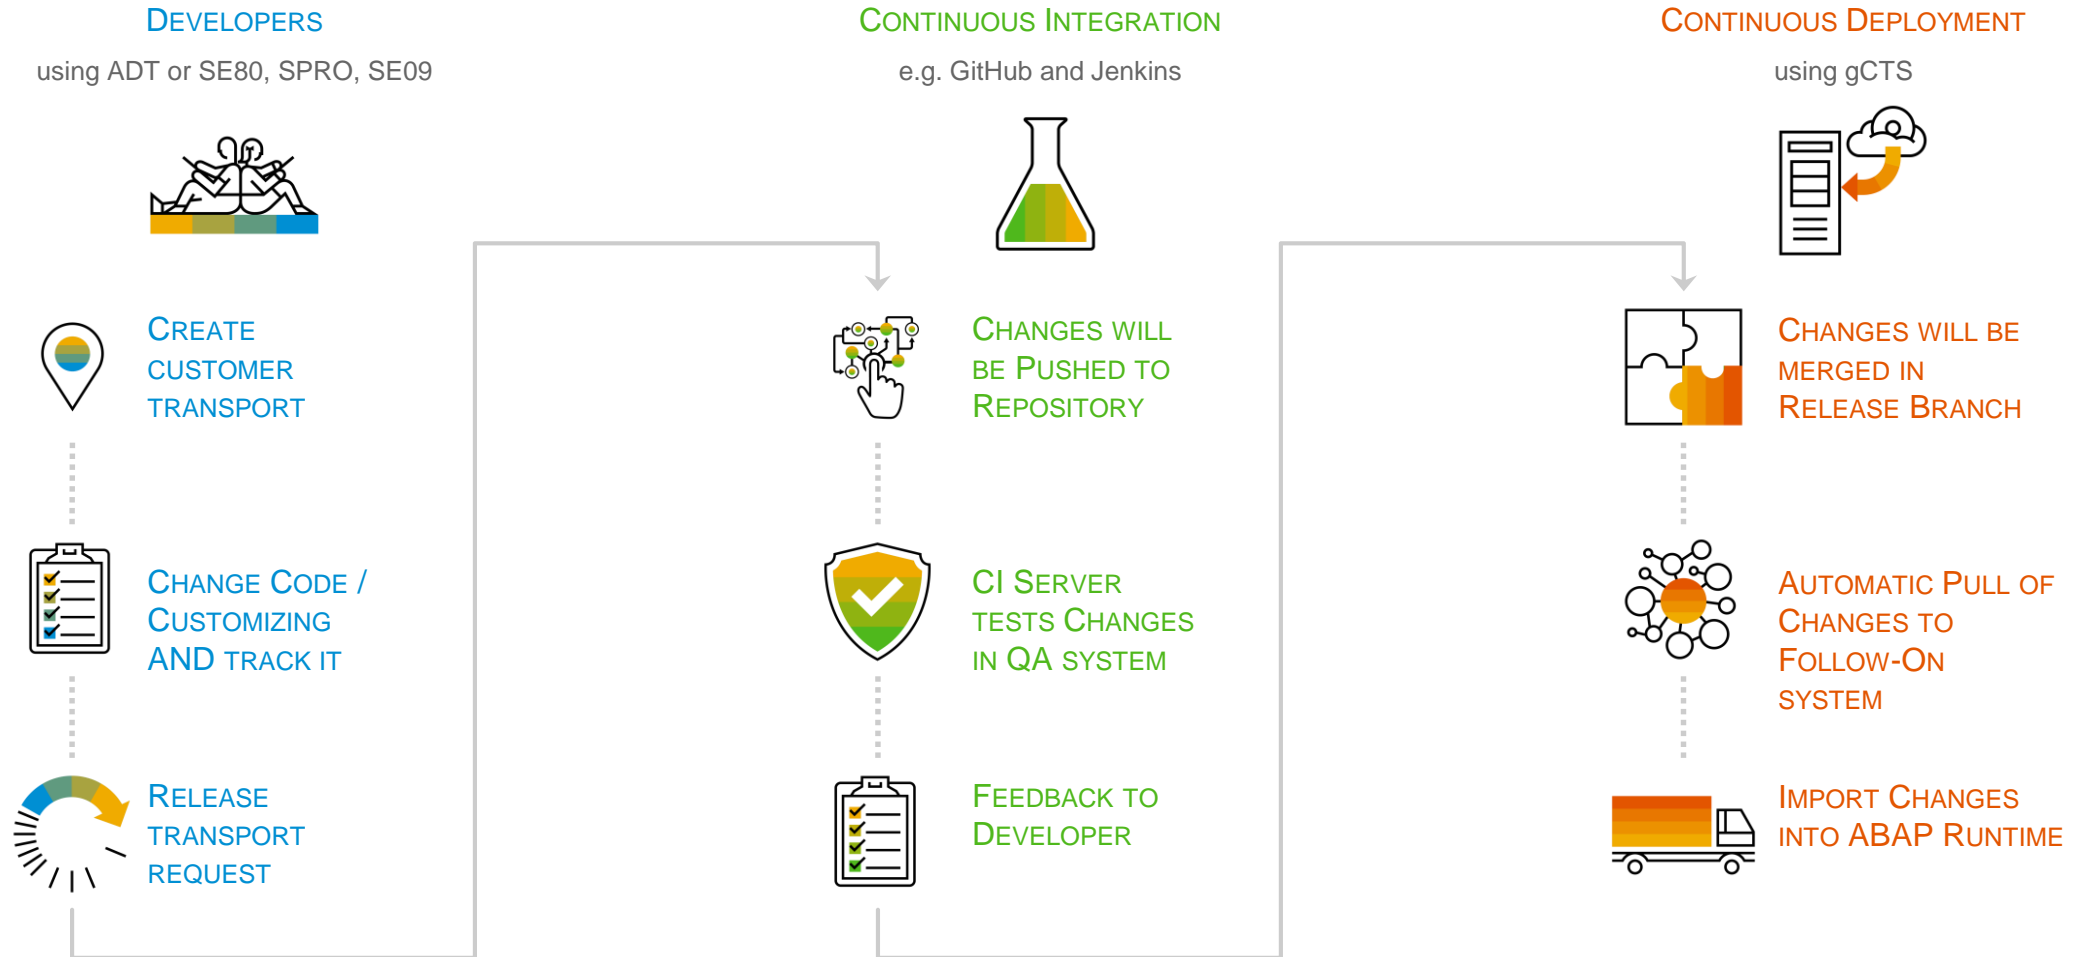 DEVELOPERS
using ADT or SE80, SPRO, SE09
CREATE
CUSTOMER
TRANSPORT
CHANGE CODE /
CUSTOMIZING
AND TRACK IT
RELEASE
TRANSPORT
REQUEST
CONTINUOUS INTEGRATION
e.g. GitHub and Jenkins
CHANGES WILL
BE PUSHED TO
REPOSITORY
CI SERVER
TESTS CHANGES
IN QA SYSTEM
FEEDBACK TO
DEVELOPER
CONTINUOUS DEPLOYMENT
using gCTS
CHANGES WILL BE
MERGED IN
RELEASE BRANCH
AUTOMATIC PULL OF
CHANGES TO
FOLLOW-ON
SYSTEM
IMPORT CHANGES
INTO ABAP RUNTIME